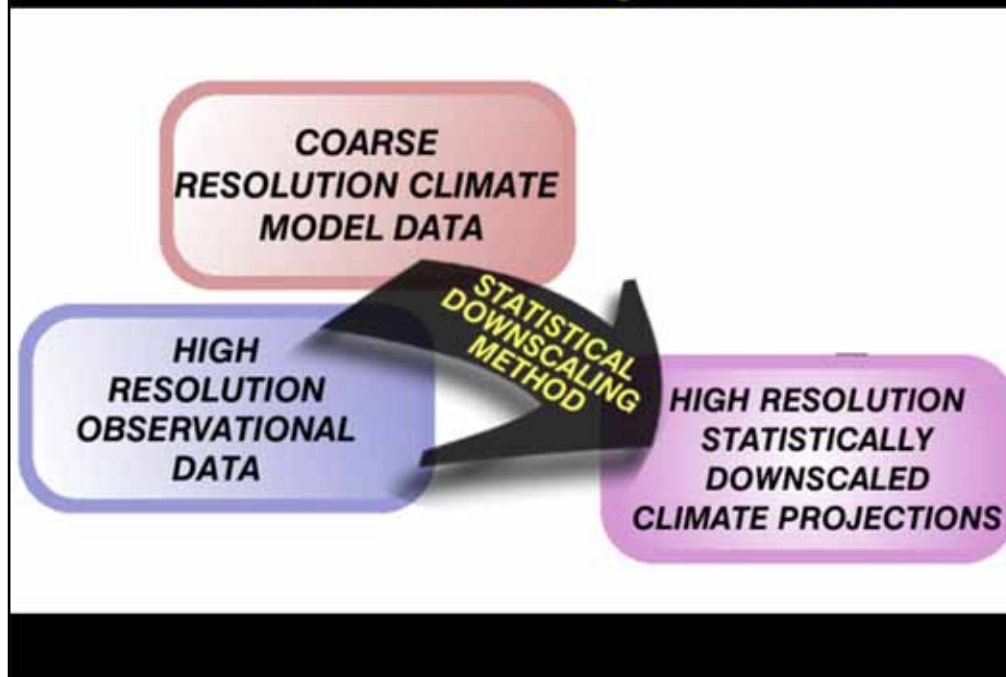 COARSE
RESOLUTION CLIMATE
MODEL DATA
STATISTICAL
DOWNSCALING
METHOD
HIGH
RESOLUTION
OBSERVATIONAL
DATA
HIGH RESOLUTION
STATISTICALLY
DOWNSCALED
CLIMATE PROJECTIONS